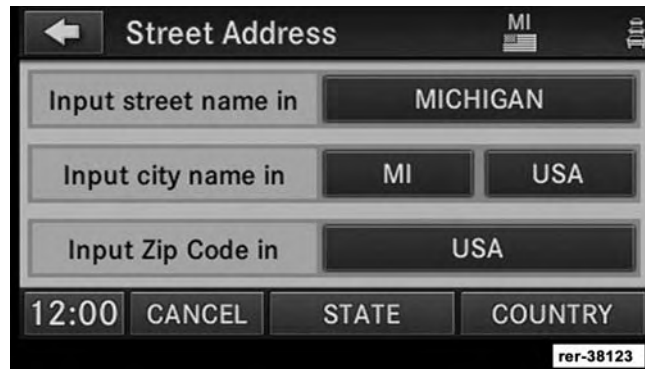 Street Address MI
Input street name in MICHIGAN
Input city name in MI USA
Input Zip Code in USA
12:00 CANCEL STATE COUNTRY
rer-38123